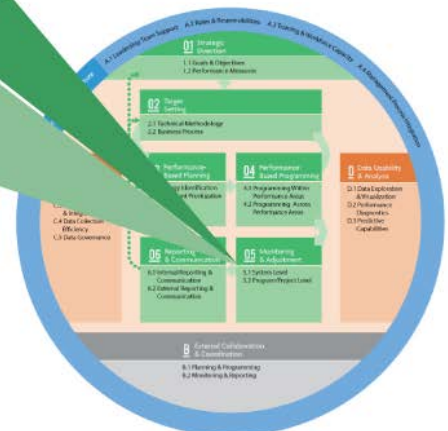 A.1 Leadership Team Support
A.2 Roles & Responsibilities
A.3 Training & Workforce Capacity
A.4 Management Process Integration
01 Strategic
Direction
1.1 Goals & Objectives
1.2 Performance Measures
02 Target
Setting
2.1 Technical Methodology
2.2 Business Process
Performance-
Based Planning
04 Performance-
Based Programming
4.1 Programming Within
Performance Areas
4.2 Programming Across
Performance Areas
D Data Usability
& Analysis
D.1 Data Exploration
& Visualization
D.2 Performance
Diagnostics
D.3 Predictive
Capabilities
C.4 Data Collection
Efficiency
C.5 Data Governance
06 Reporting
& Communication
6.1 Internal Reporting &
Communication
6.2 External Reporting &
Communication
05 Monitoring
& Adjustment
5.1 System Level
5.2 Program/Project Level
B External Collaboration
& Coordination
B.1 Planning & Programming
B.2 Monitoring & Reporting